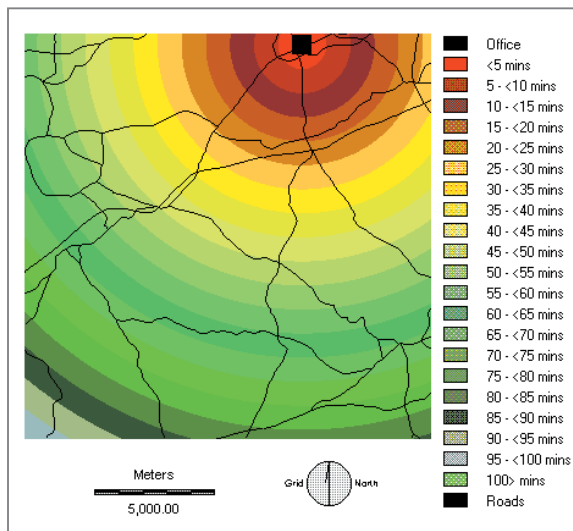 Office
<5 mins
5 - <10 mins
10 - <15 mins
15 - <20 mins
20 - <25 mins
25 - <30 mins
30 - <35 mins
35 - <40 mins
40 - <45 mins
45 - <50 mins
50 - <55 mins
55 - <60 mins
60 - <65 mins
65 - <70 mins
70 - <75 mins
75 - <80 mins
80 - <85 mins
85 - <90 mins
90 - <95 mins
95 - <100 mins
100> mins
Roads
Meters
5,000.00
Grid North